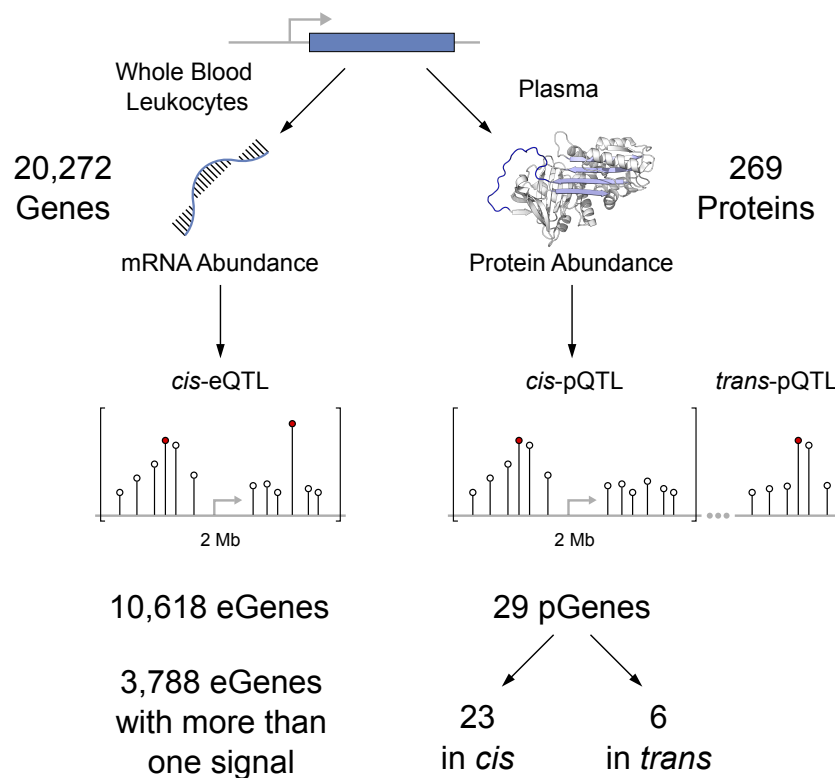 Whole Blood
Leukocytes
Plasma
20,272
Genes
269
Proteins
mRNA Abundance
Protein Abundance
cis-eQTL
cis-pQTL
trans-pQTL
2 Mb
2 Mb
10,618 eGenes
29 pGenes
3,788 eGenes
with more than
one signal
23
in cis
6
in trans